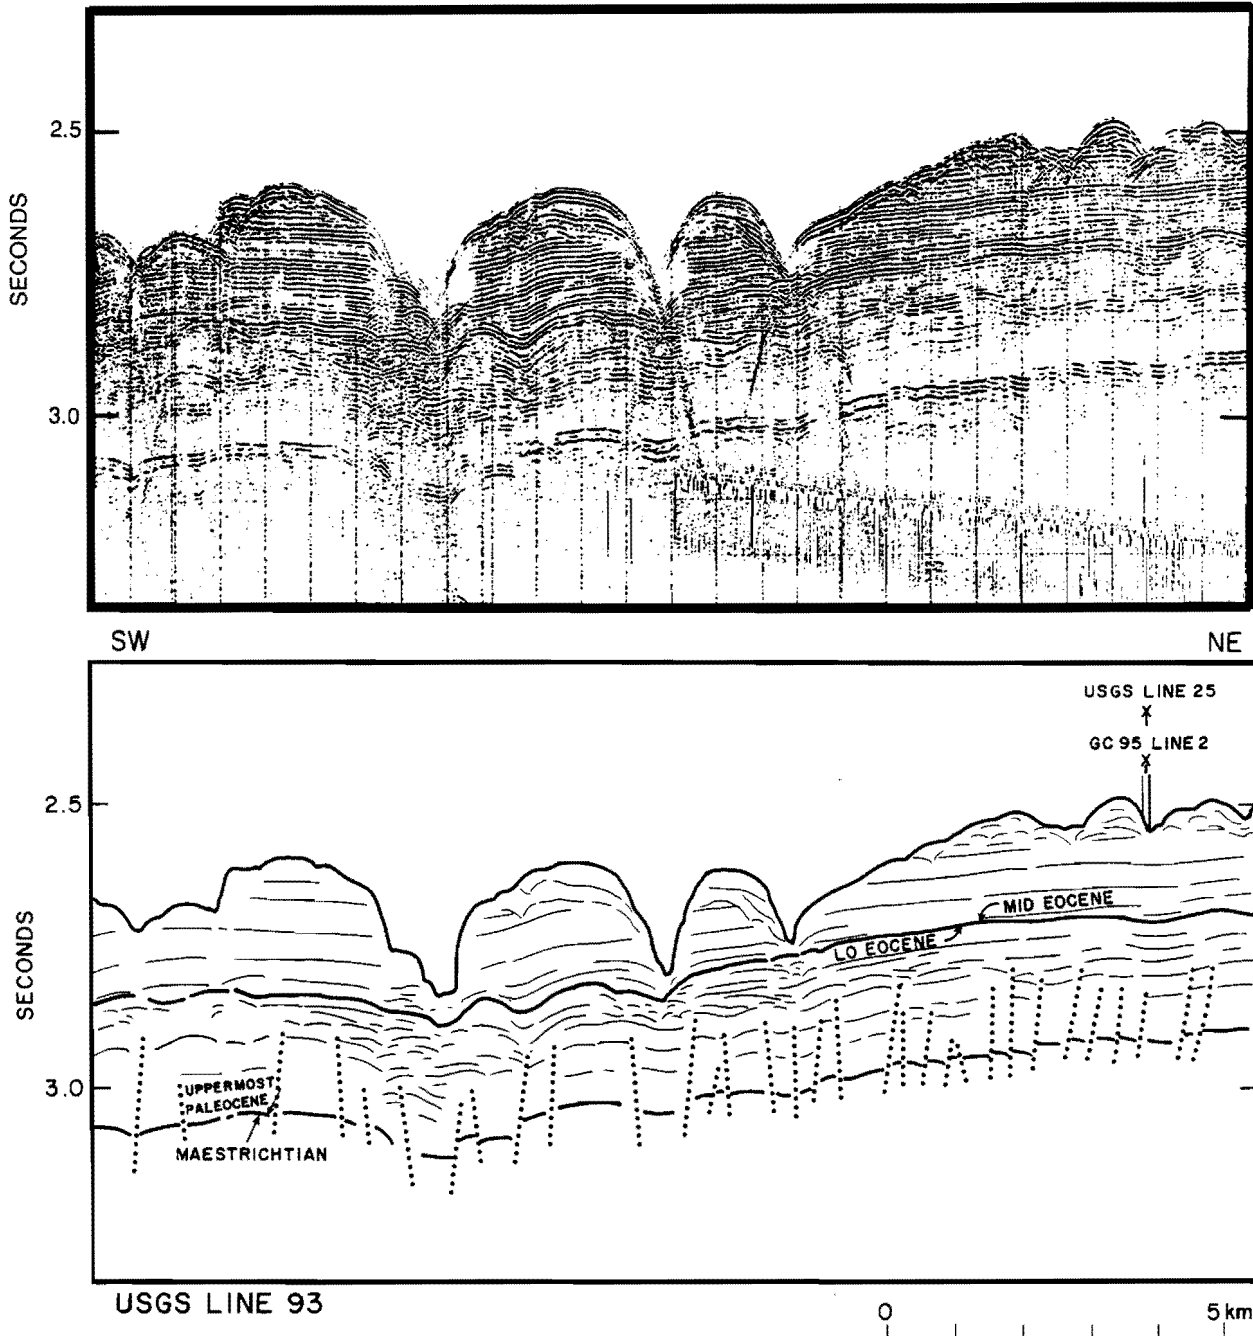 2.5
SECONDS
3.0
SW
NE
USGS LINE 25
GC 95 LINE 2
2.5
MID EOCENE
LO EOCENE
SECONDS
3.0
UPPERMOST
PALEOCENE
MAESTRICHTIAN
USGS LINE 93
0
5 km